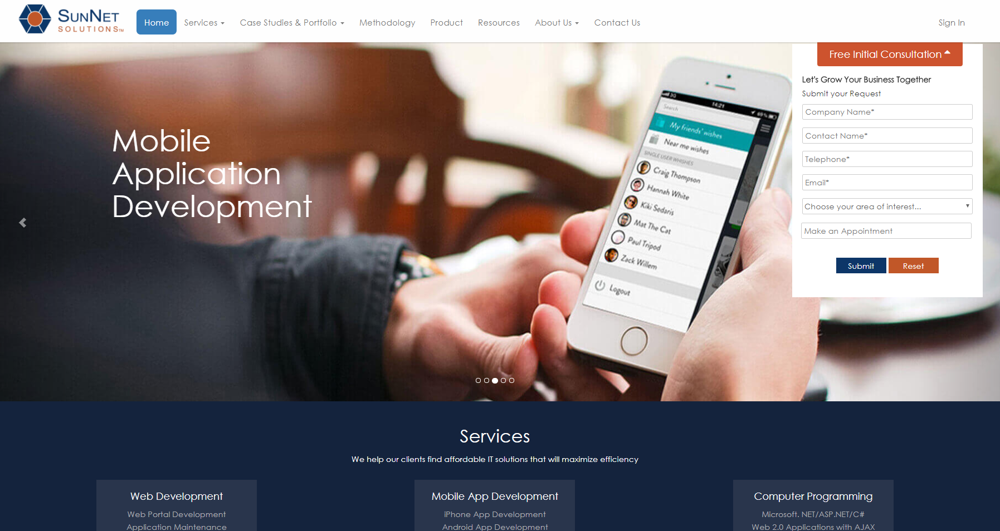 SUNNET
SOLUTIONS™
Home
Services
Case Studies & Portfolio
Methodology
Product
Resources
About Us
Contact Us
Sign In
Free Initial Consultation
Let's Grow Your Business Together
Submit your Request
Company Name*
Contact Name*
Telephone*
Email*
Choose your area of interest...
Make an Appointment
Submit
Reset
Mobile
Application
Development
3G
14:21
69%
Search
My friends' wishes
Near me wishes
SINGLE USER WHISHES
Craig Thompson
Hannah White
Kiki Sedaris
Mat The Cat
Paul Tripod
Zack Willem
Logout
Services
We help our clients find affordable IT solutions that will maximize efficiency
Web Development
Web Portal Development
Application Maintenance
Mobile App Development
iPhone App Development
Android App Development
Computer Programming
Microsoft. NET/ASP.NET/C#
Web 2.0 Applications with AJAX